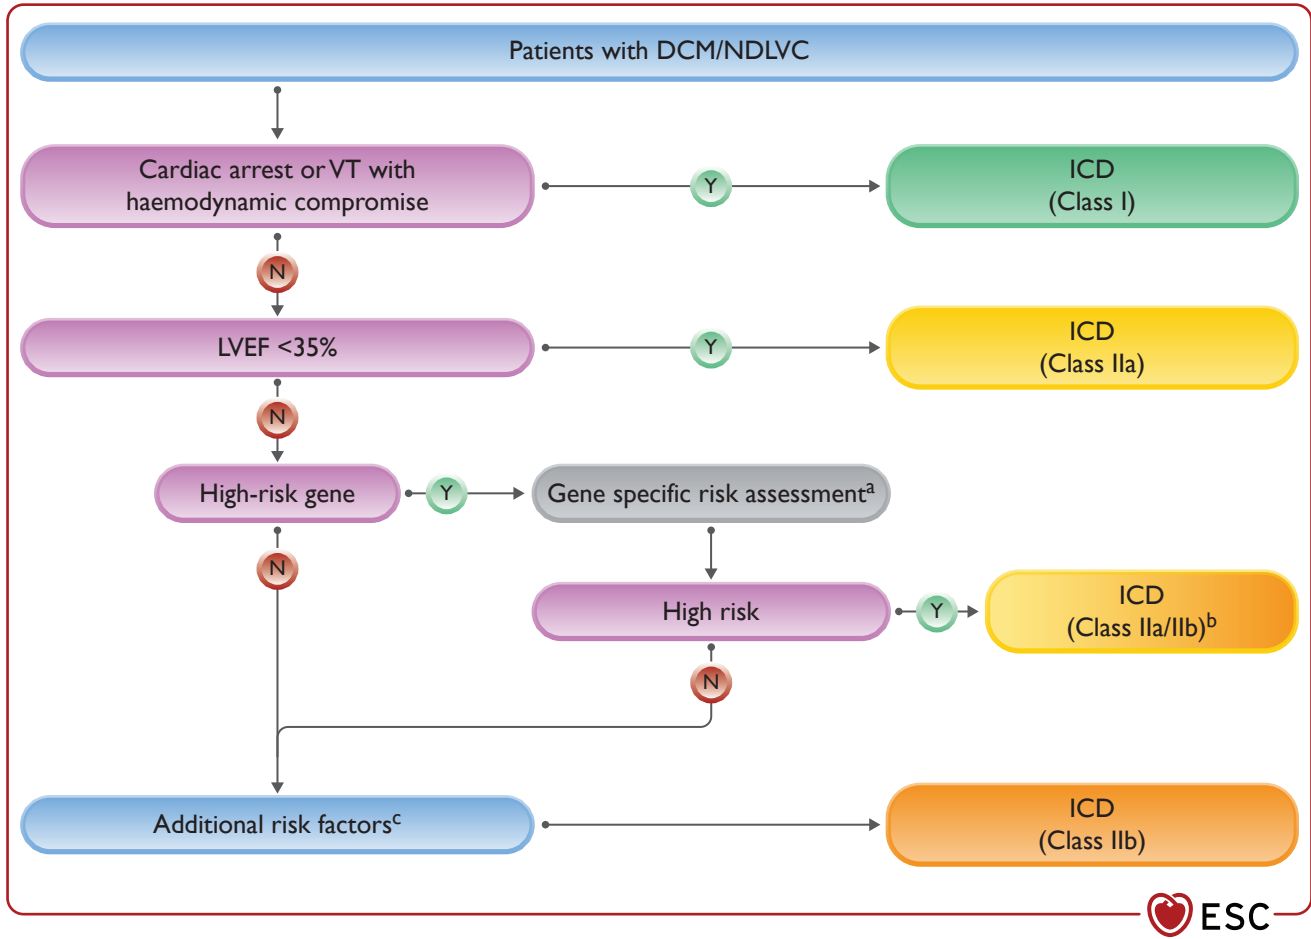 Patients with DCM/NDLVC
Cardiac arrest or VT with
haemodynamic compromise
Y
ICD
(Class I)
N
LVEF <35%
Y
ICD
(Class IIa)
N
High-risk gene
Y
Gene specific risk assessmentᵃ
N
High risk
Y
ICD
(Class IIa/IIb)ᵇ
N
Additional risk factorsᶜ
ICD
(Class IIb)
ESC